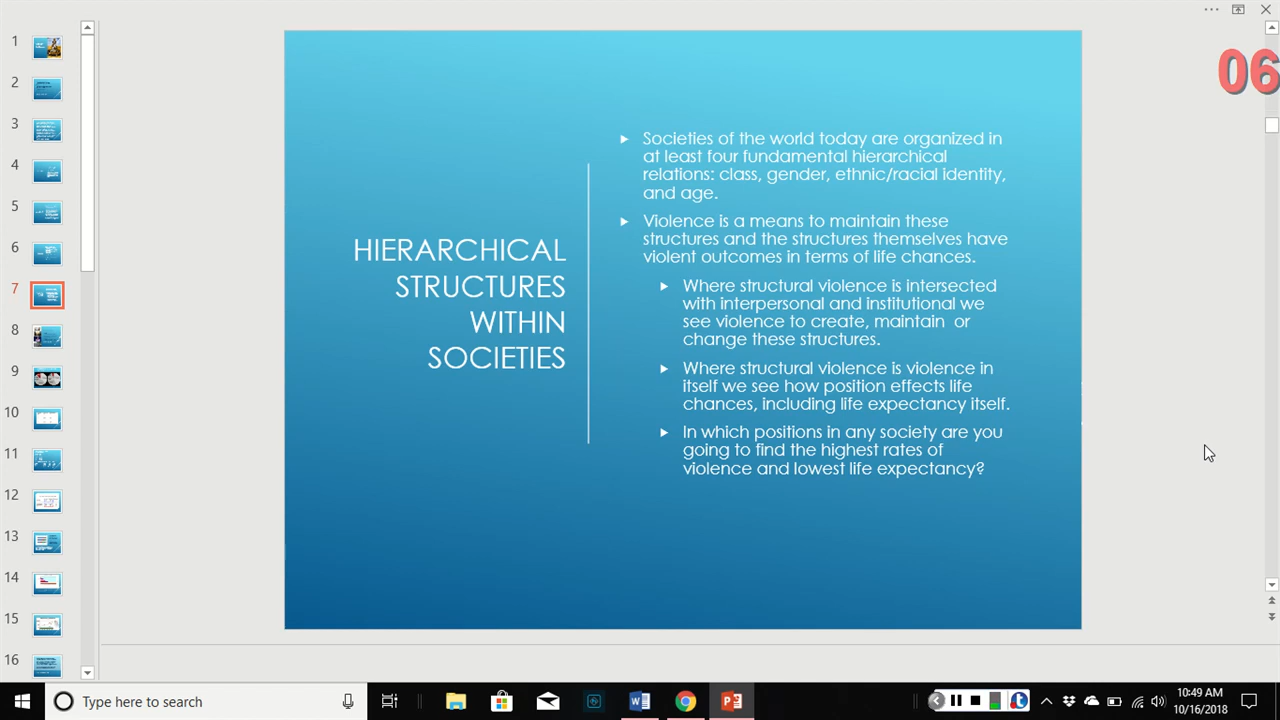 06
1
2
3
4
5
6
7
8
9
10
11
12
13
14
15
16
HIERARCHICAL
STRUCTURES
WITHIN
SOCIETIES
Societies of the world today are organized in
at least four fundamental hierarchical
relations: class, gender, ethnic/racial identity,
and age.
Violence is a means to maintain these
structures and the structures themselves have
violent outcomes in terms of life chances.
Where structural violence is intersected
with interpersonal and institutional we
see violence to create, maintain or
change these structures.
Where structural violence is violence in
itself we see how position effects life
chances, including life expectancy itself.
In which positions in any society are you
going to find the highest rates of
violence and lowest life expectancy?
Type here to search
10:49 AM
10/16/2018